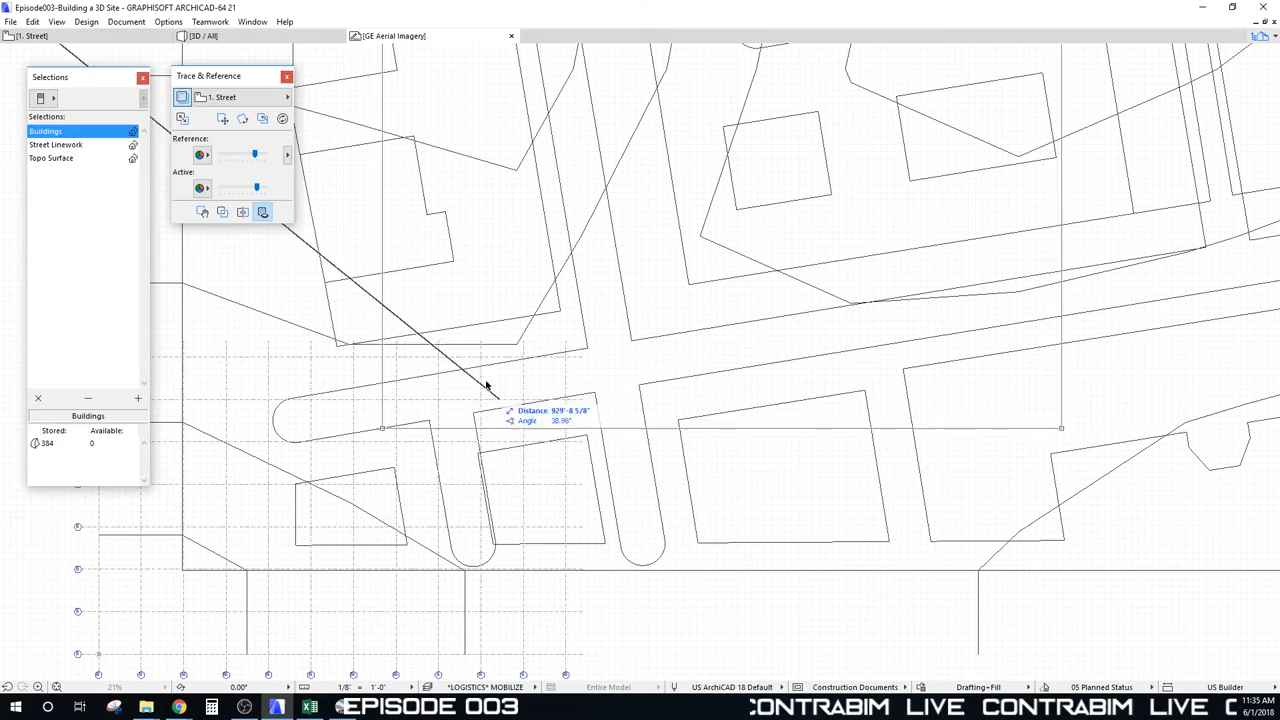 Episode003-Building a 3D Site - GRAPHISOFT ARCHICAD-64 21
File Edit View Design Document Options Teamwork Window Help
[1. Street] [3D / All] [GE Aerial Imagery]
Selections
Selections:
Buildings
Street Linework
Topo Surface
Buildings
Stored: Available:
384 0
Trace & Reference
1. Street
Reference:
Active:
Distance 929'-8 5/8"
Angle 38.96°
21% 0.00° 1/8" = 1'-0" *LOGISTICS* MOBILIZE Entire Model US ArchiCAD 18 Default Construction Documents Drafting+Fill 05 Planned Status US Builder
EPISODE 003 CONTRABIM LIVE CONTRABIM LIVE
11:35 AM
6/1/2018